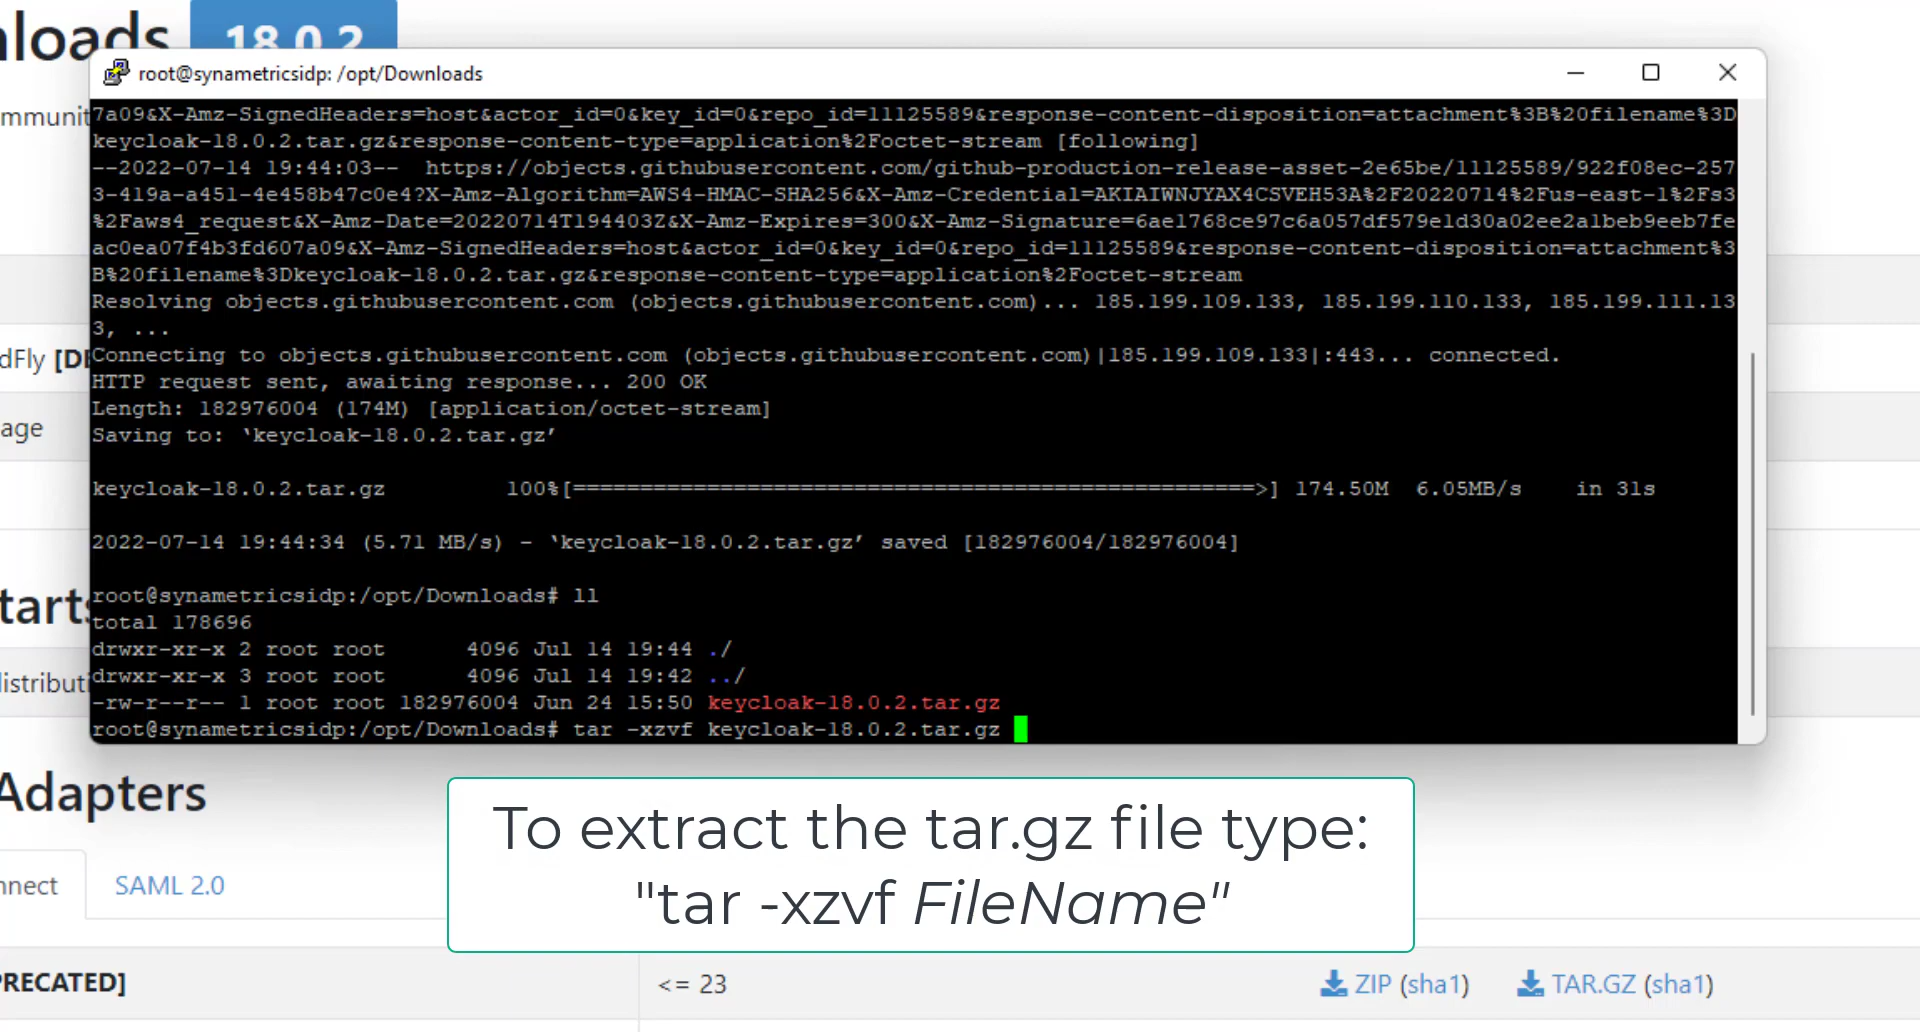 nloads 18.0.2
root@synametricsidp: /opt/Downloads
mmunit
7a09&X-Amz-SignedHeaders=host&actor_id=0&key_id=0&repo_id=11125589&response-content-disposition=attachment%3B%20filename%3D
keycloak-18.0.2.tar.gz&response-content-type=application%2Foctet-stream [following]
--2022-07-14 19:44:03--  https://objects.githubusercontent.com/github-production-release-asset-2e65be/11125589/922f08ec-257
3-419a-a451-4e458b47c0e4?X-Amz-Algorithm=AWS4-HMAC-SHA256&X-Amz-Credential=AKIAIWNJYAX4CSVEH53A%2F20220714%2Fus-east-1%2Fs3
%2Faws4_request&X-Amz-Date=20220714T194403Z&X-Amz-Expires=300&X-Amz-Signature=6ae1768ce97c6a057df579e1d30a02ee2a1beb9eeb7fe
ac0ea07f4b3fd607a09&X-Amz-SignedHeaders=host&actor_id=0&key_id=0&repo_id=11125589&response-content-disposition=attachment%3
B%20filename%3Dkeycloak-18.0.2.tar.gz&response-content-type=application%2Foctet-stream
Resolving objects.githubusercontent.com (objects.githubusercontent.com)... 185.199.109.133, 185.199.110.133, 185.199.111.13
3, ...
dFly [DE
Connecting to objects.githubusercontent.com (objects.githubusercontent.com)|185.199.109.133|:443... connected.
HTTP request sent, awaiting response... 200 OK
Length: 182976004 (174M) [application/octet-stream]
age
Saving to: ‘keycloak-18.0.2.tar.gz’
keycloak-18.0.2.tar.gz 100%[===================================================>] 174.50M 6.05MB/s in 31s
2022-07-14 19:44:34 (5.71 MB/s) - ‘keycloak-18.0.2.tar.gz’ saved [182976004/182976004]
tarts
root@synametricsidp:/opt/Downloads# ll
total 178696
drwxr-xr-x 2 root root 4096 Jul 14 19:44 ./
drwxr-xr-x 3 root root 4096 Jul 14 19:42 ../
istributi
-rw-r--r-- 1 root root 182976004 Jun 24 15:50 keycloak-18.0.2.tar.gz
root@synametricsidp:/opt/Downloads# tar -xzvf keycloak-18.0.2.tar.gz
Adapters
To extract the tar.gz file type:
"tar -xzvf FileName"
nnect SAML 2.0
PRECATED] <= 23 ZIP (sha1) TAR.GZ (sha1)